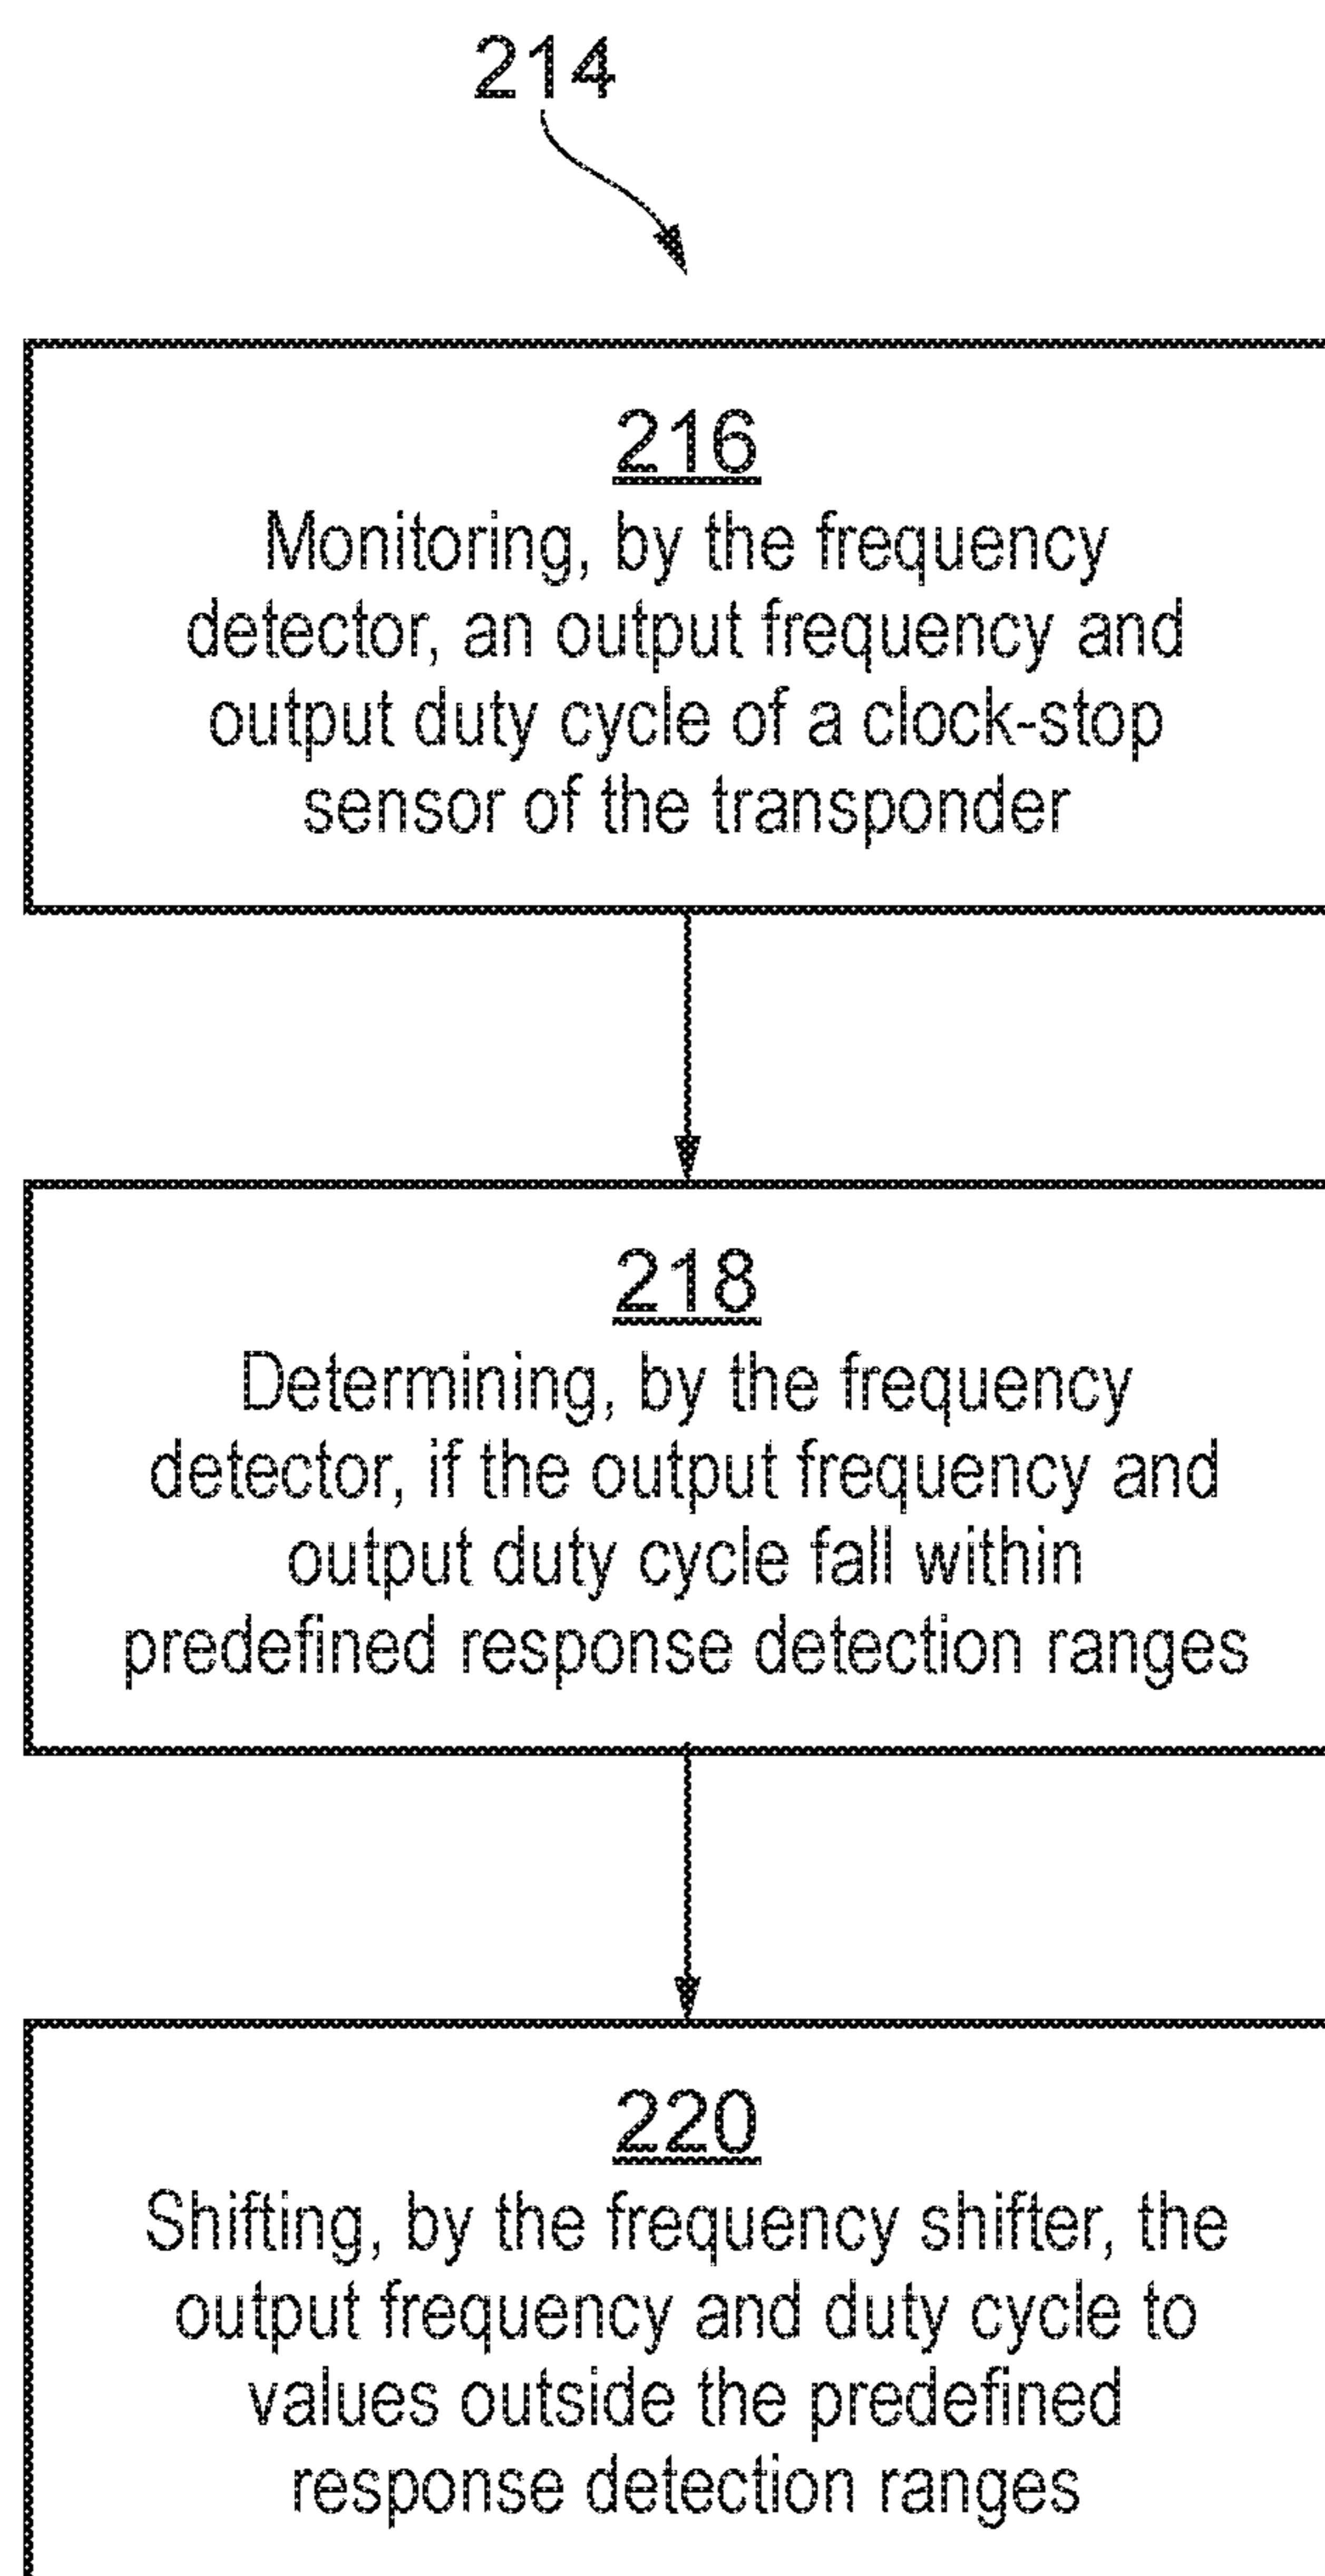 214
216
Monitoring, by the frequency
detector, an output frequency and
output duty cycle of a clock-stop
sensor of the transponder
218
Determining, by the frequency
detector, if the output frequency and
output duty cycle fall within
predefined response detection ranges
220
Shifting, by the frequency shifter, the
output frequency and duty cycle to
values outside the predefined
response detection ranges